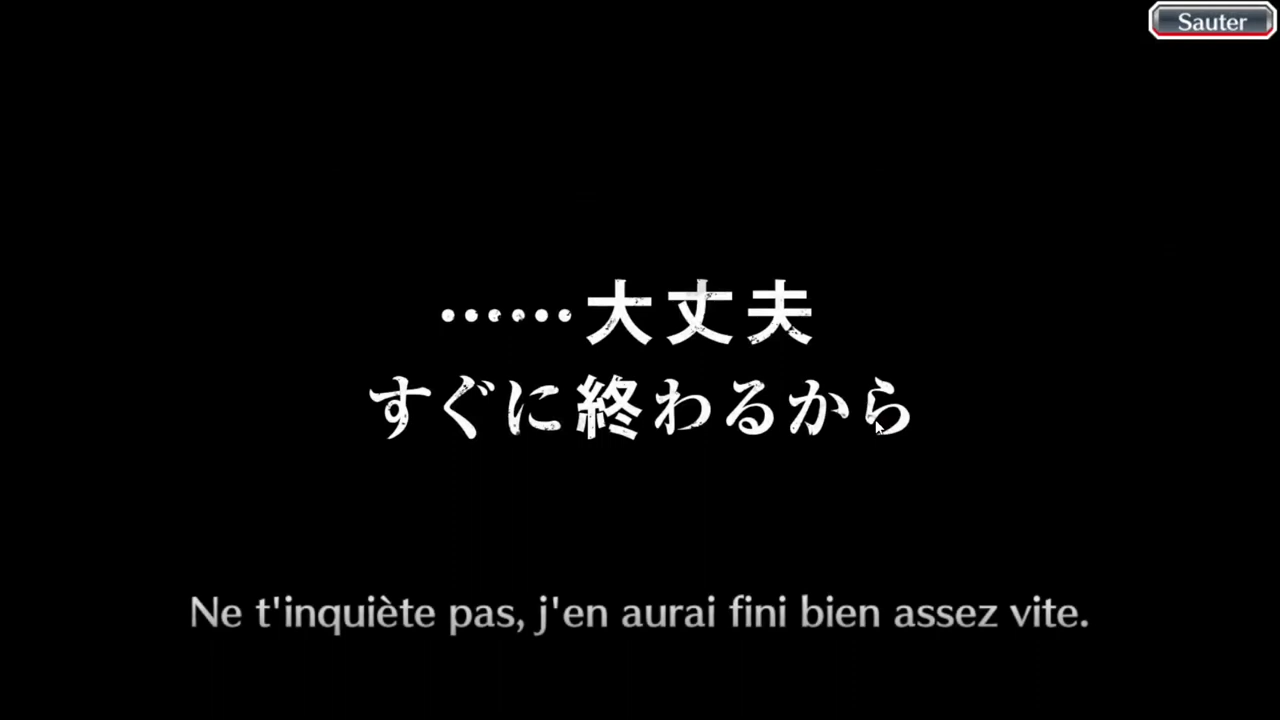 Sauter
……大丈夫
すぐに終わるから
Ne t'inquiète pas, j'en aurai fini bien assez vite.